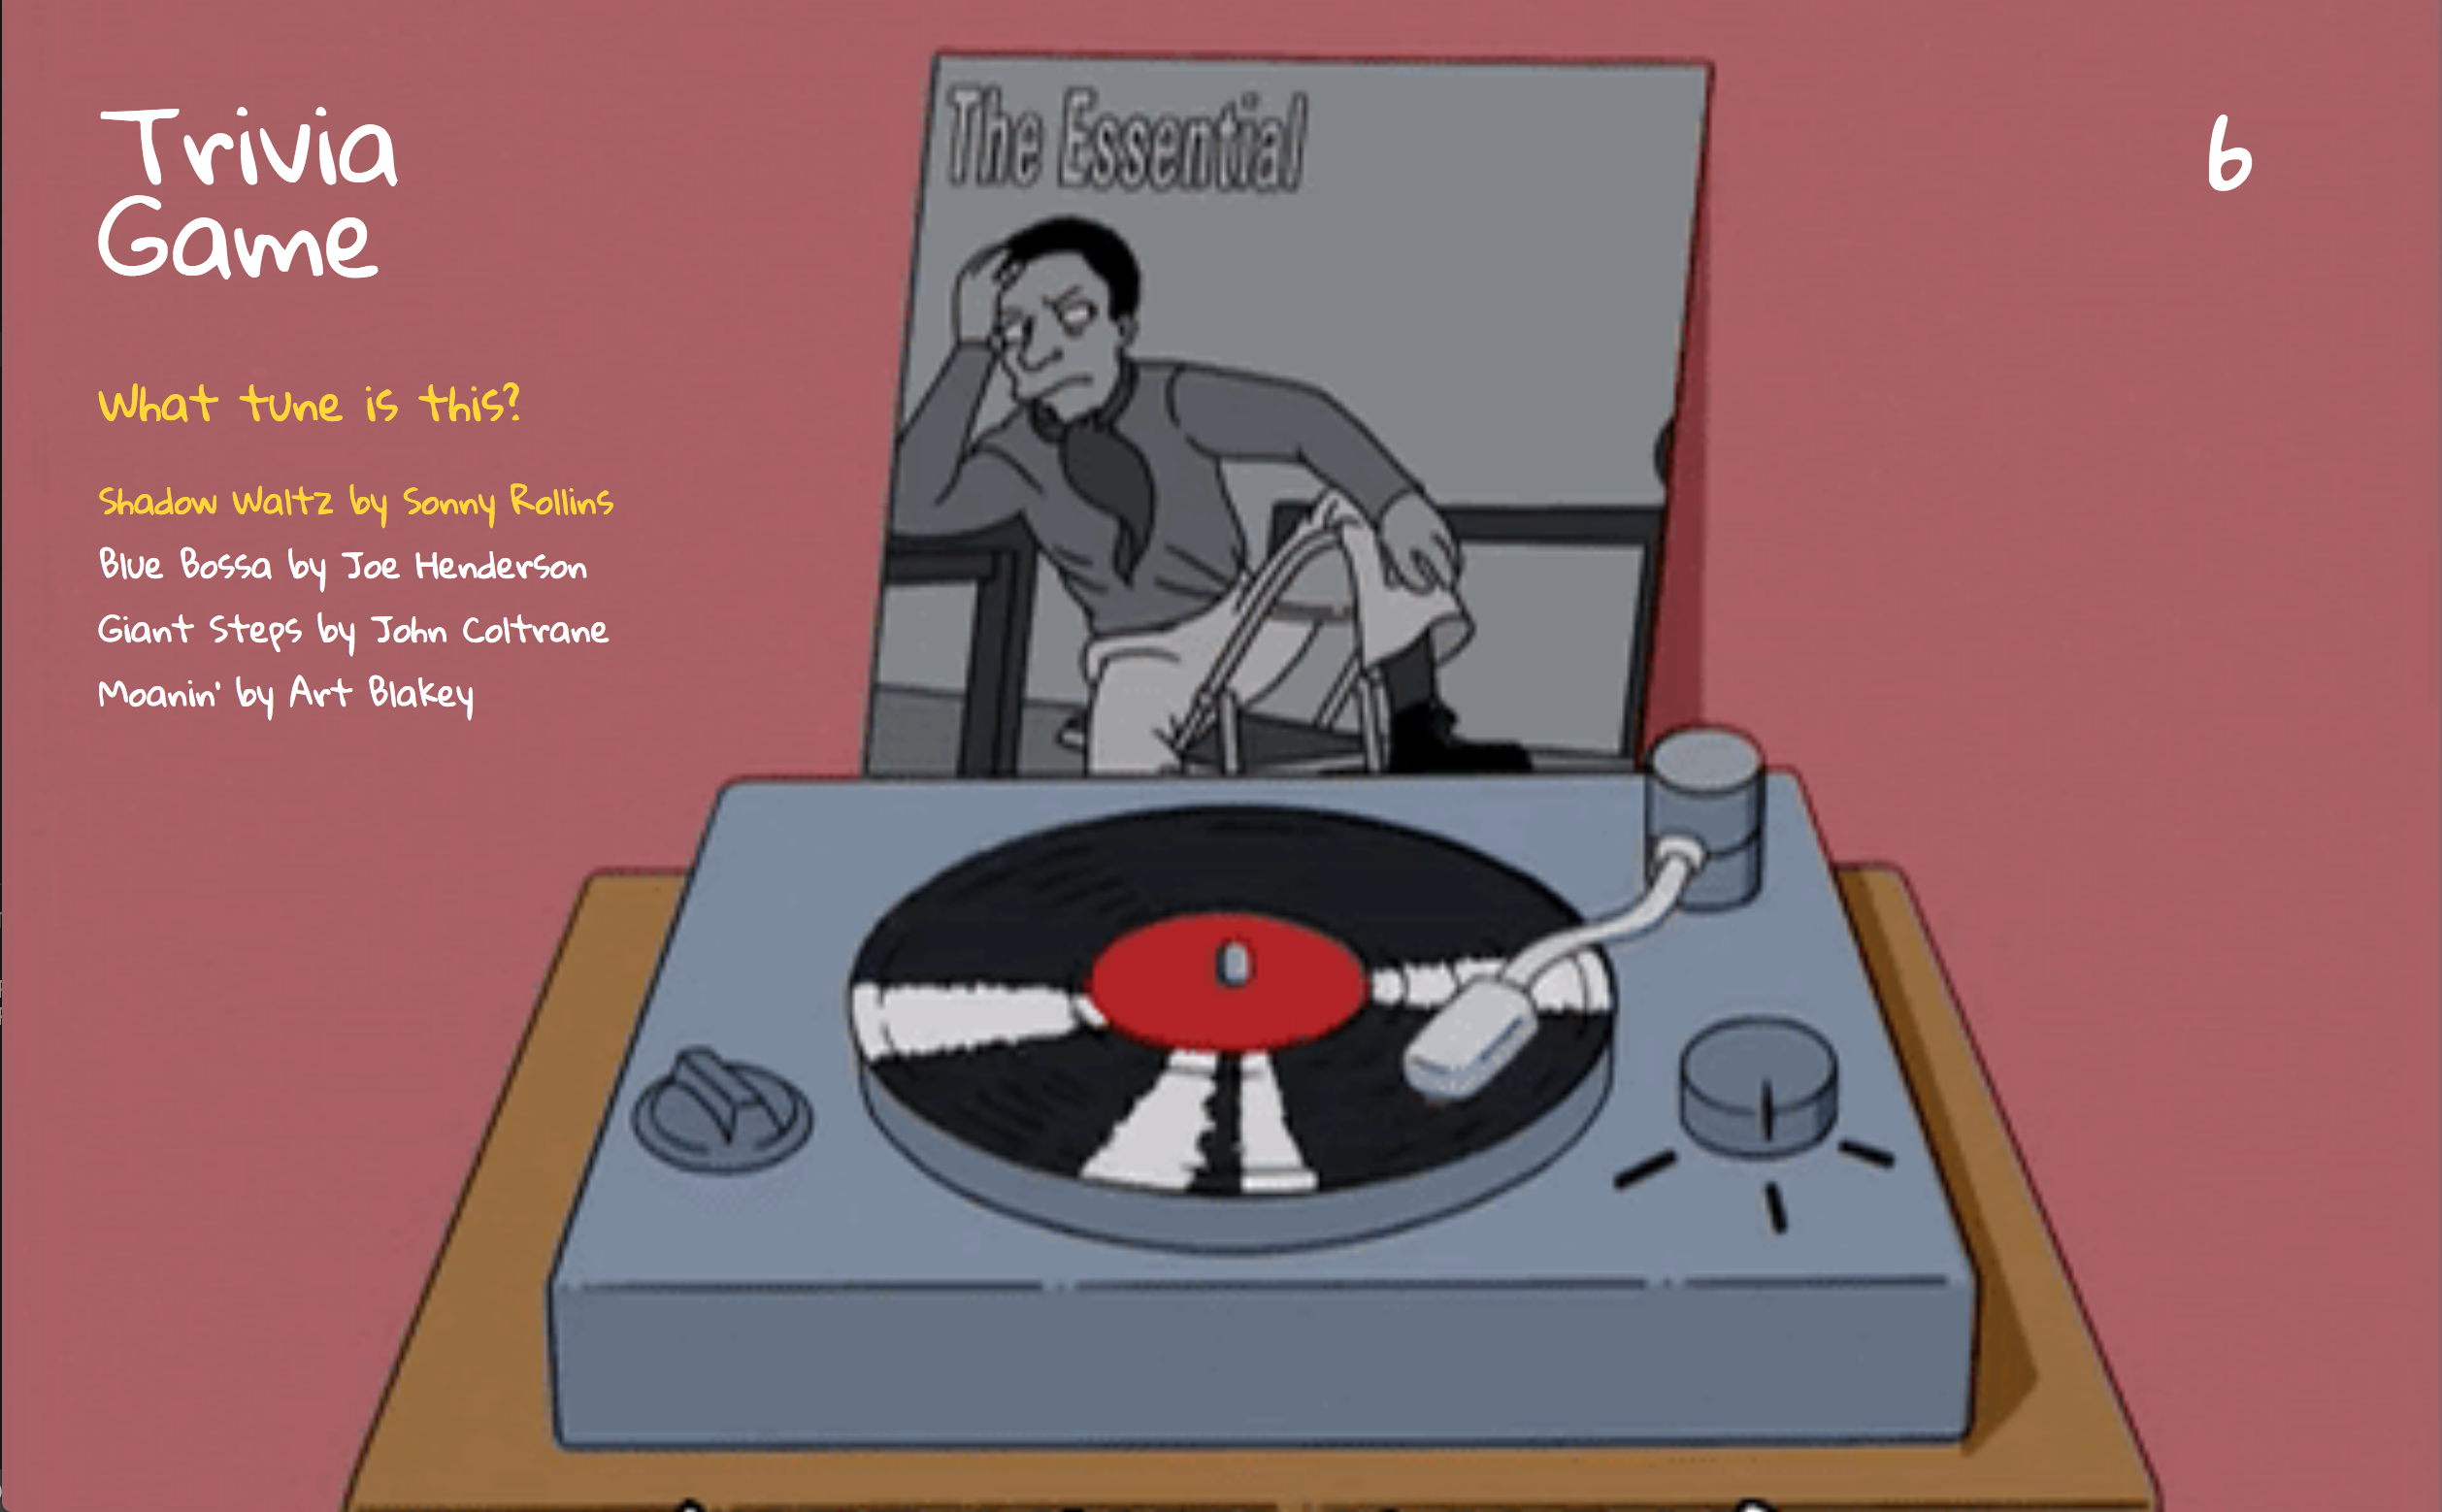 Trivia
Game
6
What tune is this?
Shadow Waltz by Sonny Rollins
Blue Bossa by Joe Henderson
Giant Steps by John Coltrane
Moanin' by Art Blakey
The Essential